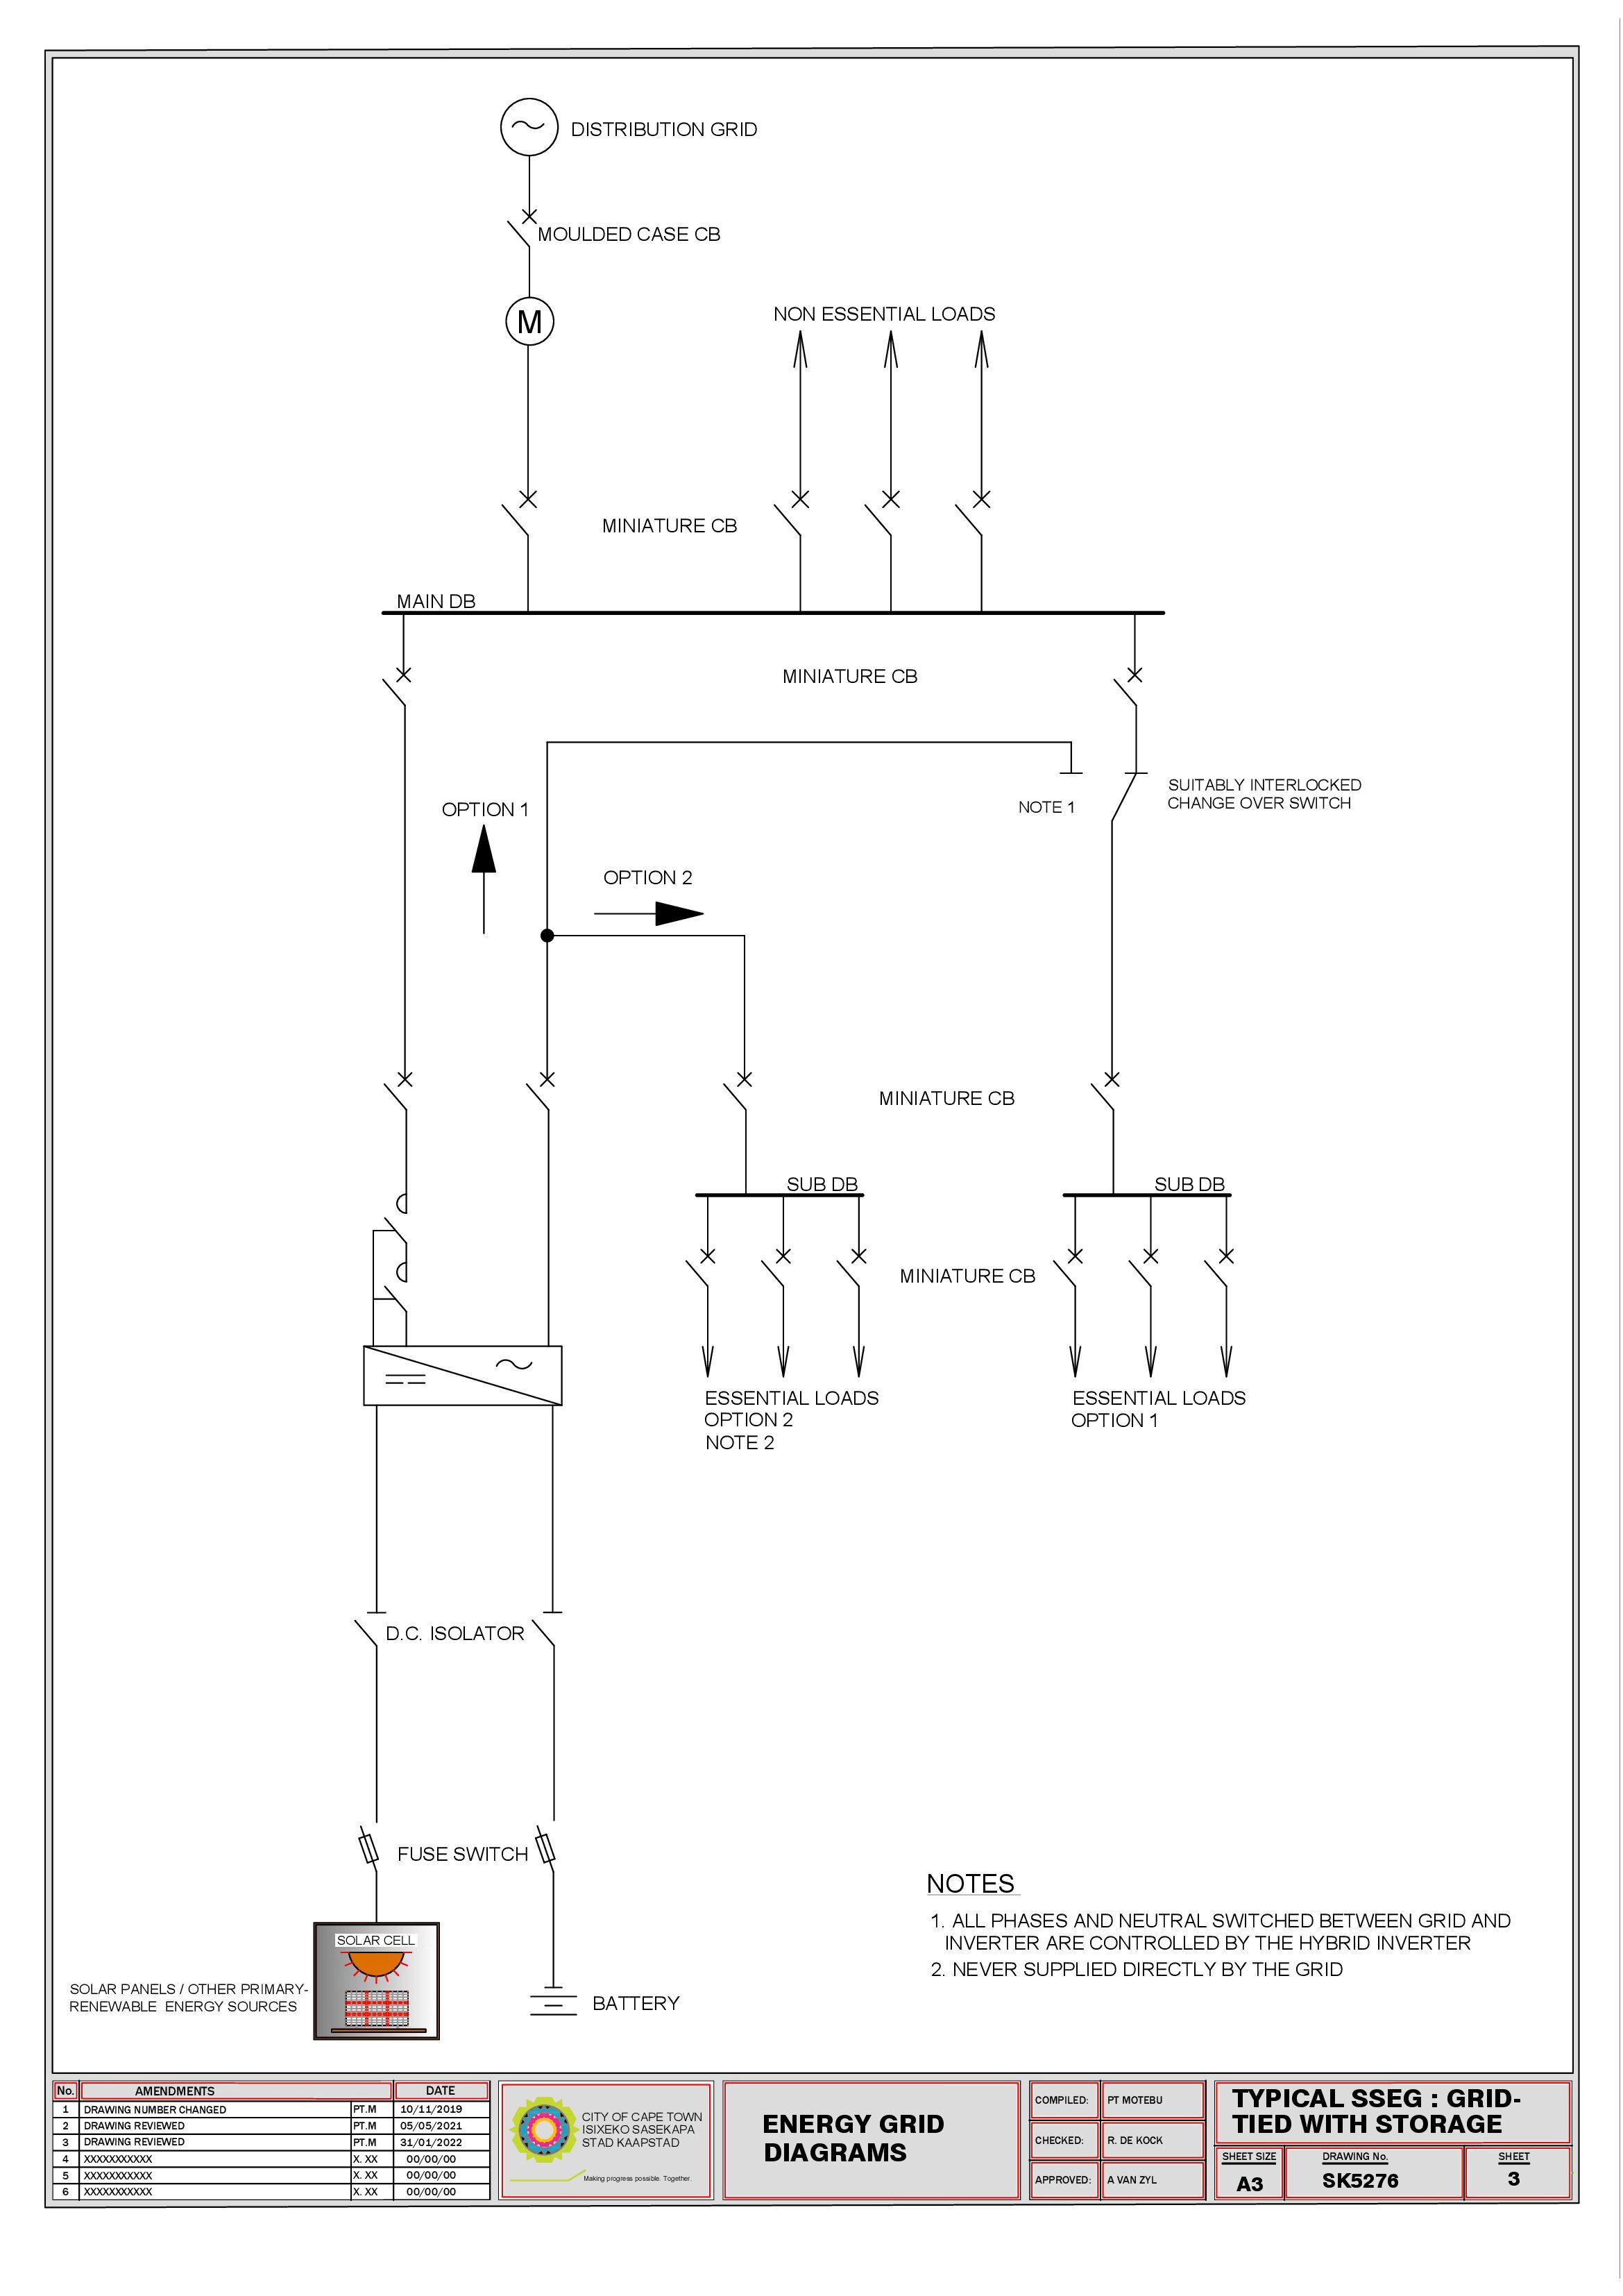 DISTRIBUTION GRID
MOULDED CASE CB
M
NON ESSENTIAL LOADS
MINIATURE CB
MAIN DB
MINIATURE CB
OPTION 1
NOTE 1
SUITABLY INTERLOCKED
CHANGE OVER SWITCH
OPTION 2
MINIATURE CB
SUB DB
SUB DB
MINIATURE CB
ESSENTIAL LOADS
OPTION 2
NOTE 2
ESSENTIAL LOADS
OPTION 1
D.C. ISOLATOR
FUSE SWITCH
SOLAR CELL
SOLAR PANELS / OTHER PRIMARY-
RENEWABLE ENERGY SOURCES
BATTERY
NOTES
1. ALL PHASES AND NEUTRAL SWITCHED BETWEEN GRID AND
INVERTER ARE CONTROLLED BY THE HYBRID INVERTER
2. NEVER SUPPLIED DIRECTLY BY THE GRID
No. AMENDMENTS DATE
1 DRAWING NUMBER CHANGED PT.M 10/11/2019
2 DRAWING REVIEWED PT.M 05/05/2021
3 DRAWING REVIEWED PT.M 31/01/2022
4 XXXXXXXXXXX X. XX 00/00/00
5 XXXXXXXXXXX X. XX 00/00/00
6 XXXXXXXXXXX X. XX 00/00/00
CITY OF CAPE TOWN
ISIXEKO SASEKAPA
STAD KAAPSTAD
Making progress possible. Together.
ENERGY GRID
DIAGRAMS
COMPILED: PT MOTEBU
CHECKED: R. DE KOCK
APPROVED: A VAN ZYL
TYPICAL SSEG : GRID-
TIED WITH STORAGE
SHEET SIZE
A3
DRAWING No.
SK5276
SHEET
3